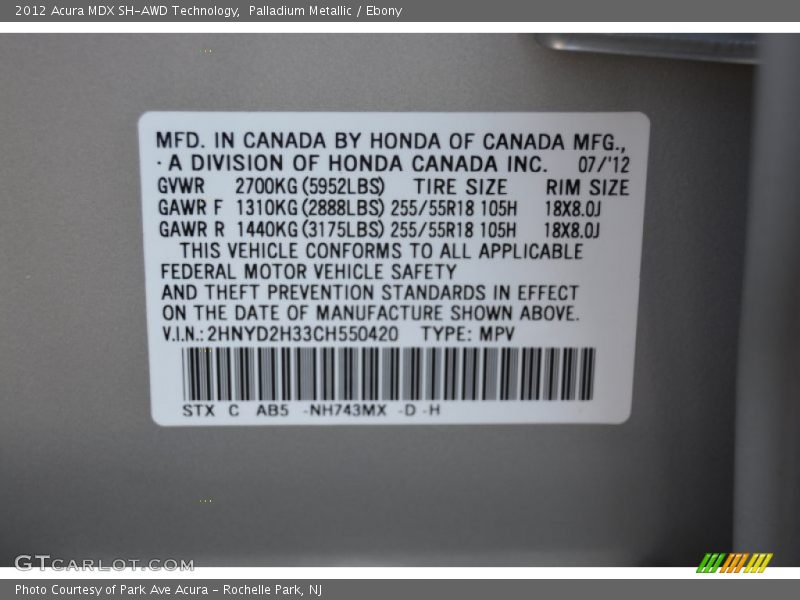 2012 Acura MDX SH-AWD Technology,  Palladium Metallic / Ebony
MFD. IN CANADA BY HONDA OF CANADA MFG.,
A DIVISION OF HONDA CANADA INC. 07/'12
GVWR 2700KG (5952LBS) TIRE SIZE RIM SIZE
GAWR F 1310KG (2888LBS) 255/55R18 105H 18X8.0J
GAWR R 1440KG (3175LBS) 255/55R18 105H 18X8.0J
THIS VEHICLE CONFORMS TO ALL APPLICABLE
FEDERAL MOTOR VEHICLE SAFETY
AND THEFT PREVENTION STANDARDS IN EFFECT
ON THE DATE OF MANUFACTURE SHOWN ABOVE.
V.I.N.: 2HNYD2H33CH550420 TYPE: MPV
STX C AB5 -NH743MX -D -H
GTCARLOT.COM
Photo Courtesy of Park Ave Acura - Rochelle Park, NJ